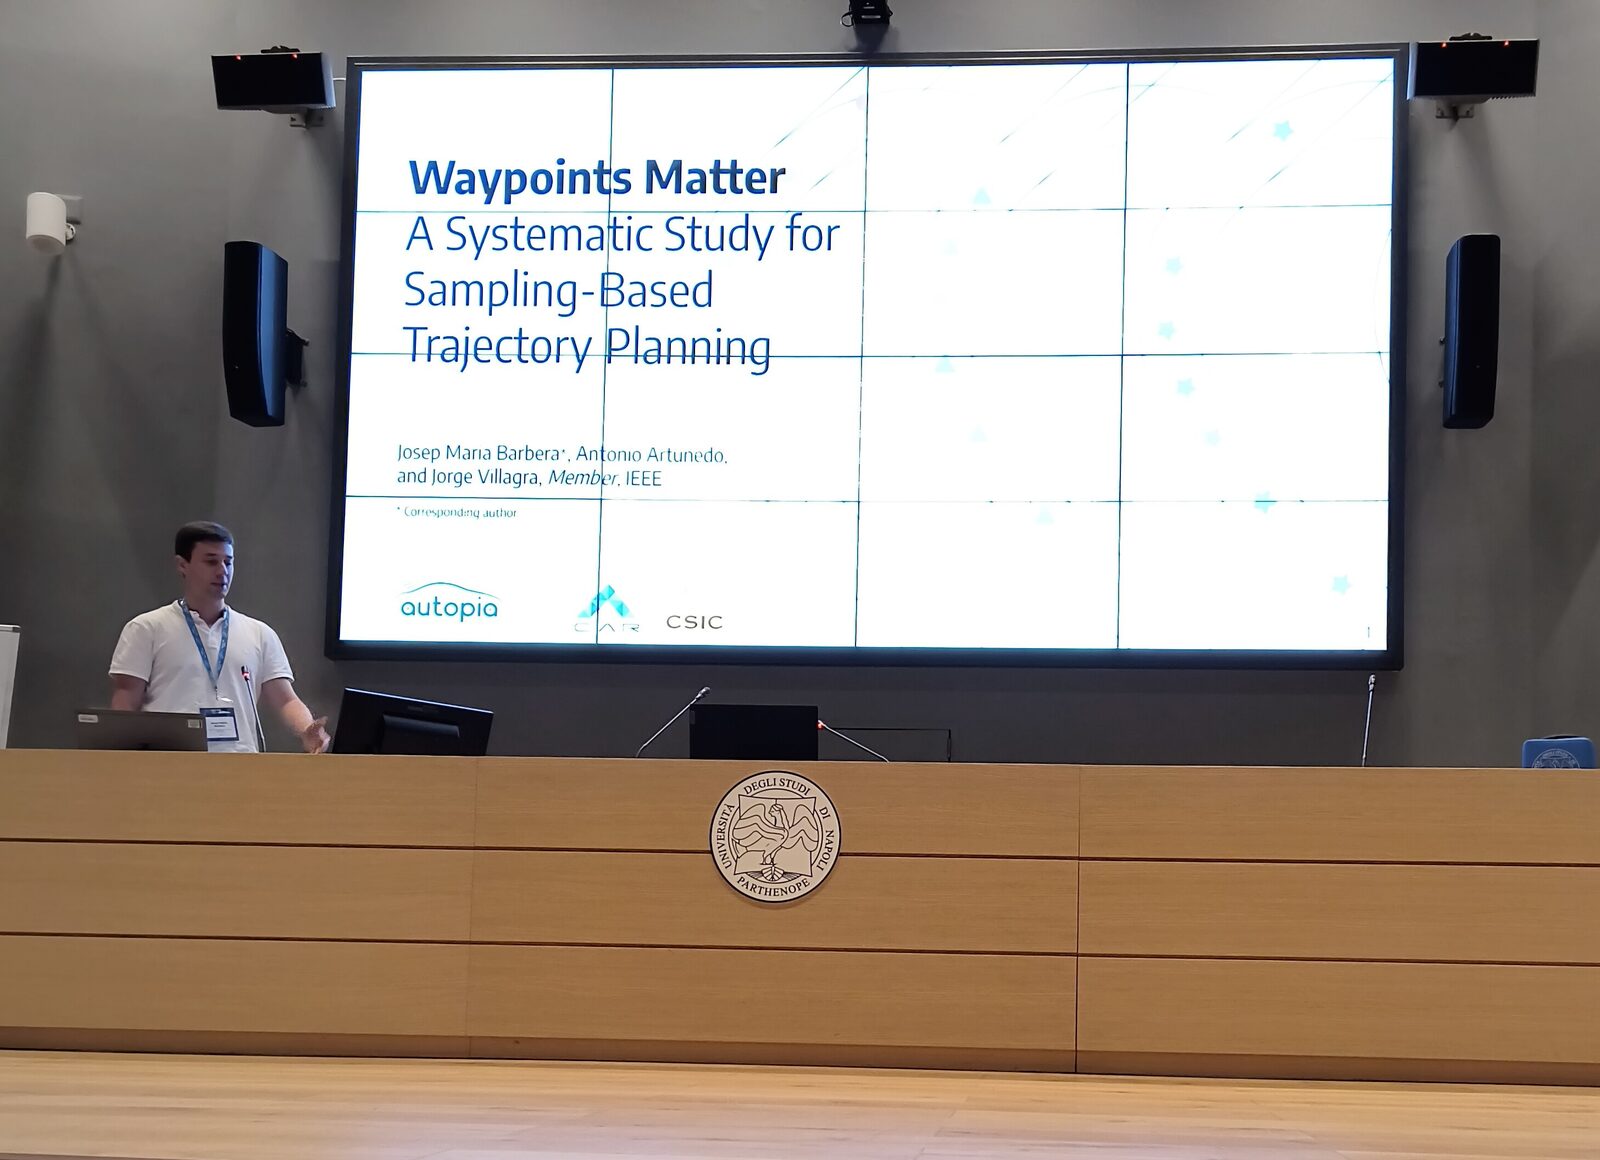 Waypoints Matter
A Systematic Study for
Sampling-Based
Trajectory Planning
Josep Maria Barbera*, Antonio Artunedo,
and Jorge Villagra, Member, IEEE
* Corresponding author
autopia
CAR
CSIC
1
UNIVERSITÀ DEGLI STUDI DI NAPOLI
PARTHENOPE